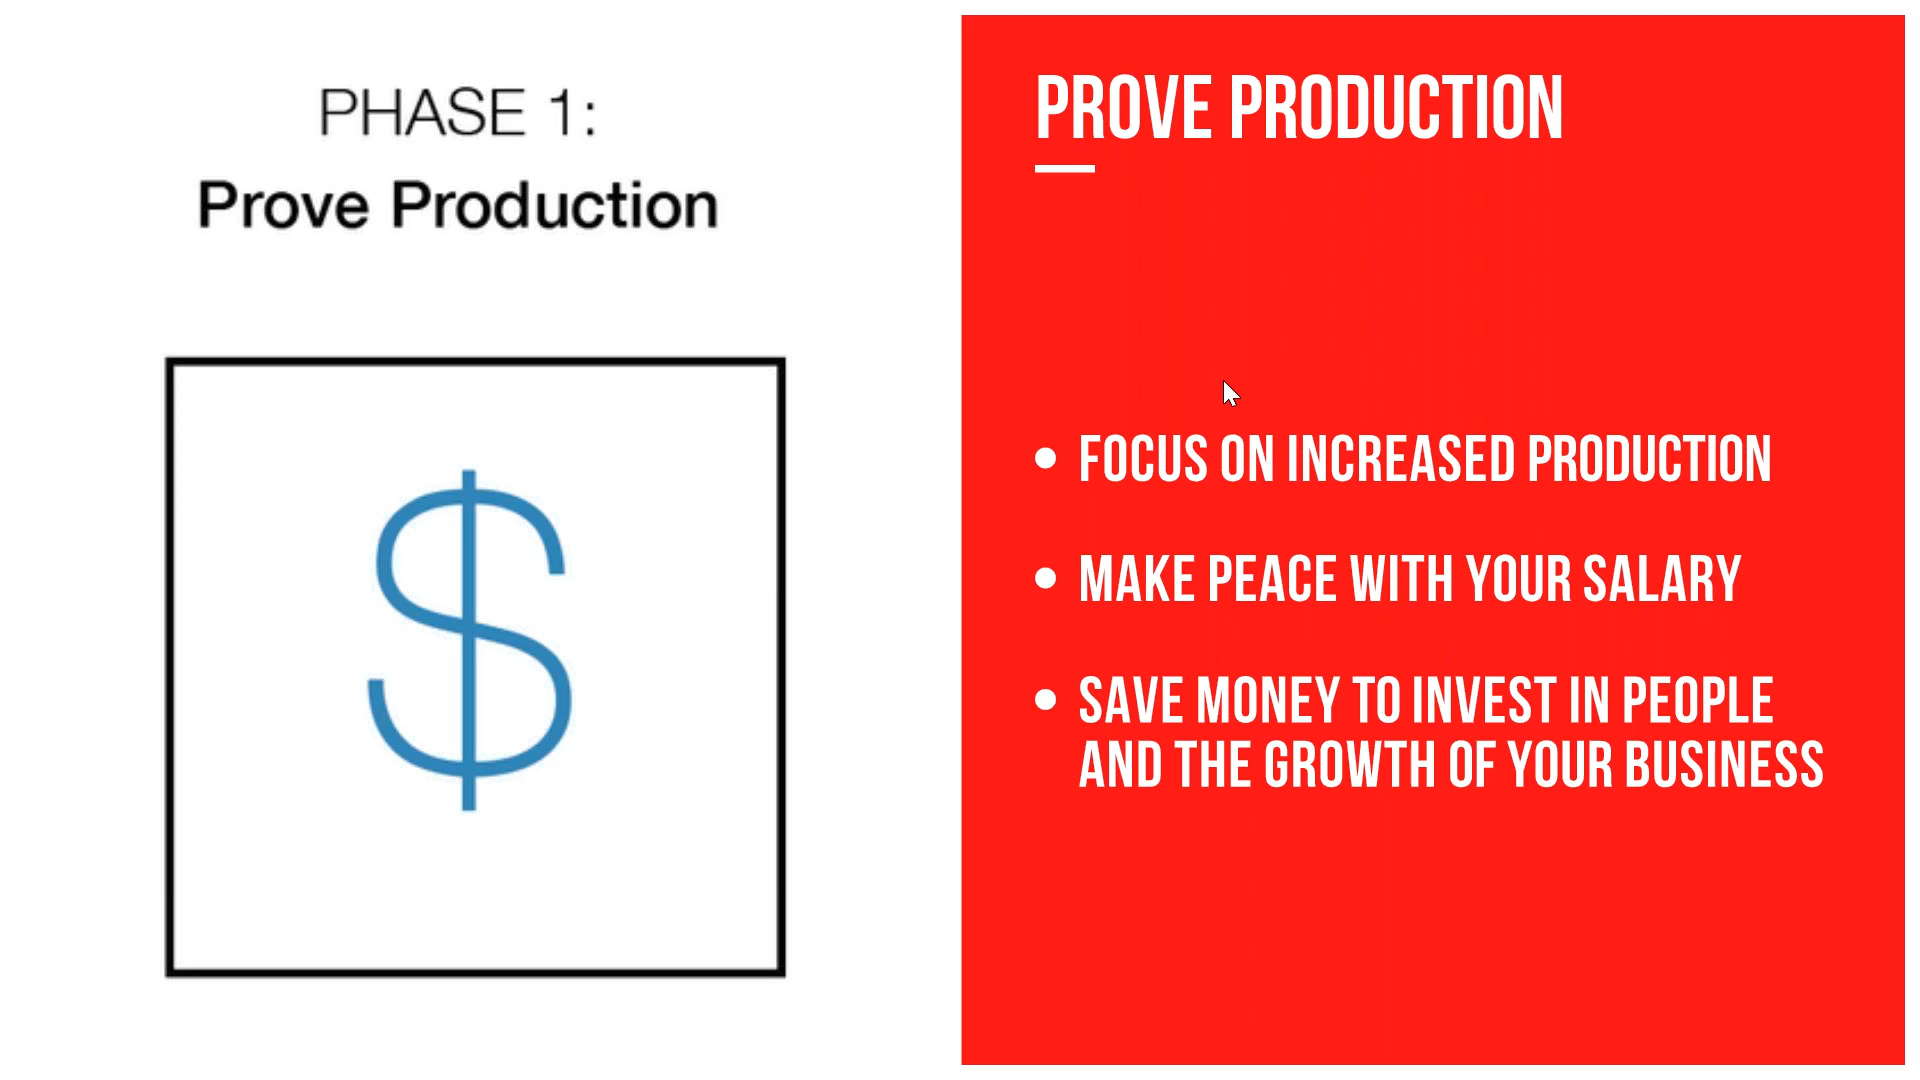 PHASE 1:
Prove Production
$
PROVE PRODUCTION
• FOCUS ON INCREASED PRODUCTION
• MAKE PEACE WITH YOUR SALARY
• SAVE MONEY TO INVEST IN PEOPLE
AND THE GROWTH OF YOUR BUSINESS